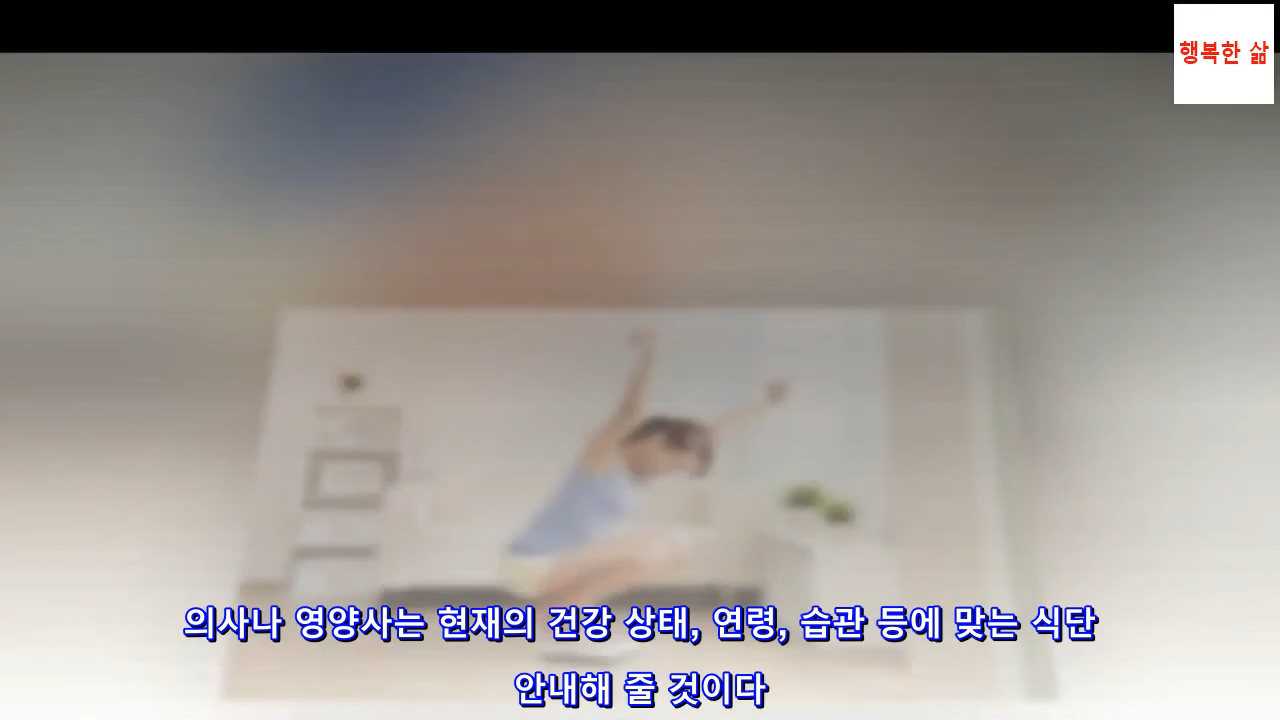 행복한 삶
의사나 영양사는 현재의 건강 상태, 연령, 습관 등에 맞는 식단
안내해 줄 것이다